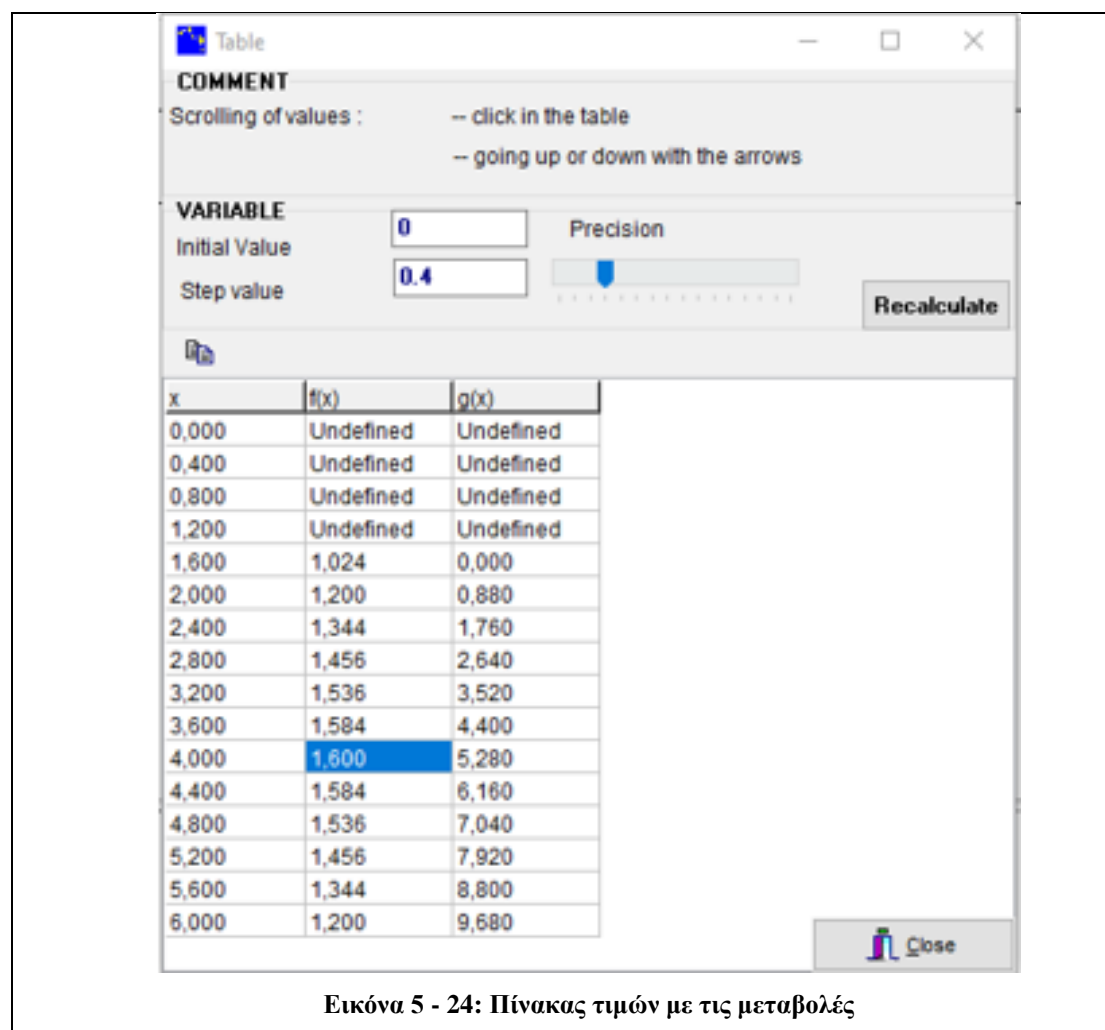 Table
COMMENT
Scrolling of values : -- click in the table
-- going up or down with the arrows
VARIABLE
Initial Value 0 Precision
Step value 0.4
Recalculate
x f(x) g(x)
0,000 Undefined Undefined
0,400 Undefined Undefined
0,800 Undefined Undefined
1,200 Undefined Undefined
1,600 1,024 0,000
2,000 1,200 0,880
2,400 1,344 1,760
2,800 1,456 2,640
3,200 1,536 3,520
3,600 1,584 4,400
4,000 1,600 5,280
4,400 1,584 6,160
4,800 1,536 7,040
5,200 1,456 7,920
5,600 1,344 8,800
6,000 1,200 9,680
Close
Εικόνα 5 - 24: Πίνακας τιμών με τις μεταβολές